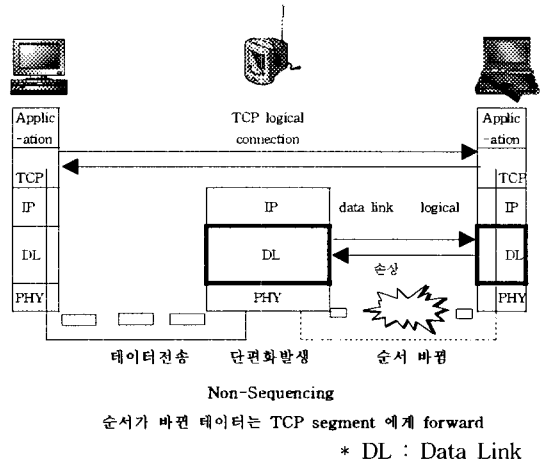 Applic
-ation
TCP
IP
DL
PHY
TCP logical
connection
IP
DL
PHY
data link logical
손상
Applic
-ation
TCP
IP
DL
PHY
테이터전송 단편화발생 순서 바뀜
Non-Sequencing
순서가 바뀐 테이터는 TCP segment 에게 forward
* DL : Data Link